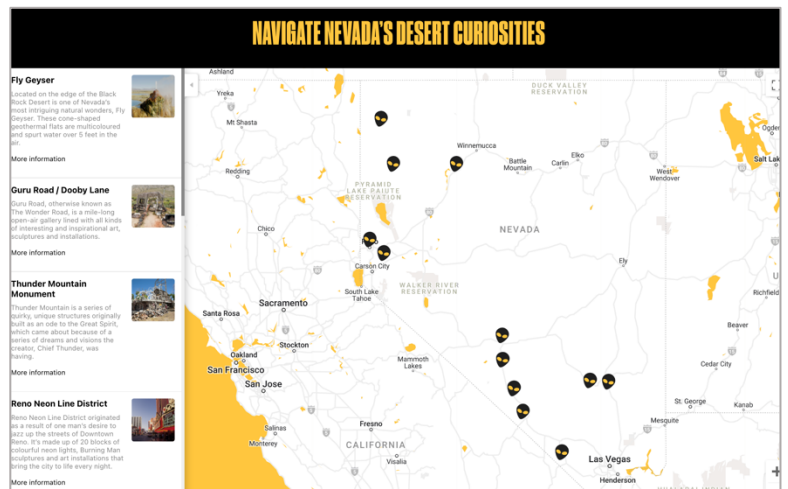 NAVIGATE NEVADA'S DESERT CURIOSITIES
Fly Geyser
Located on the edge of the Black
Rock Desert is one of Nevada's
most intriguing natural wonders, Fly
Geyser. These cone-shaped
geothermal flats are multicoloured
and spurt water over 5 feet in the
air.
More information
Guru Road / Dooby Lane
Guru Road, otherwise known as
The Wonder Road, is a mile-long
open-air gallery lined with all kinds
of interesting and inspirational art,
sculptures and installations.
More information
Thunder Mountain
Monument
Thunder Mountain is a series of
quirky, unique structures originally
built as an ode to the Great Spirit,
which came about because of a
series of dreams and visions the
creator, Chief Thunder, was
having.
More information
Reno Neon Line District
Reno Neon Line District originated
as a result of one man's desire to
jazz up the streets of Downtown
Reno. It's made up of 20 blocks of
colourful neon lights, Burning Man
sculptures and art installations that
bring the city to life every night.
More information
Ashland
DUCK VALLEY
RESERVATION
Yreka
Mt Shasta
Ogden
Winnemucca
Elko
Battle
Mountain
Carlin
Salt Lak
West
Wendover
Redding
PYRAMID
LAKE PAIUTE
RESERVATION
Chico
NEVADA
Carson City
Ely
WALKER RIVER
RESERVATION
South Lake
Tahoe
Richfield
Sacramento
Santa Rosa
Beaver
Stockton
Oakland
San Francisco
Mammoth
Lakes
Cedar City
San Jose
St. George
Kanab
Mesquite
Fresno
Salinas
Monterey
CALIFORNIA
Visalia
Las Vegas
Henderson